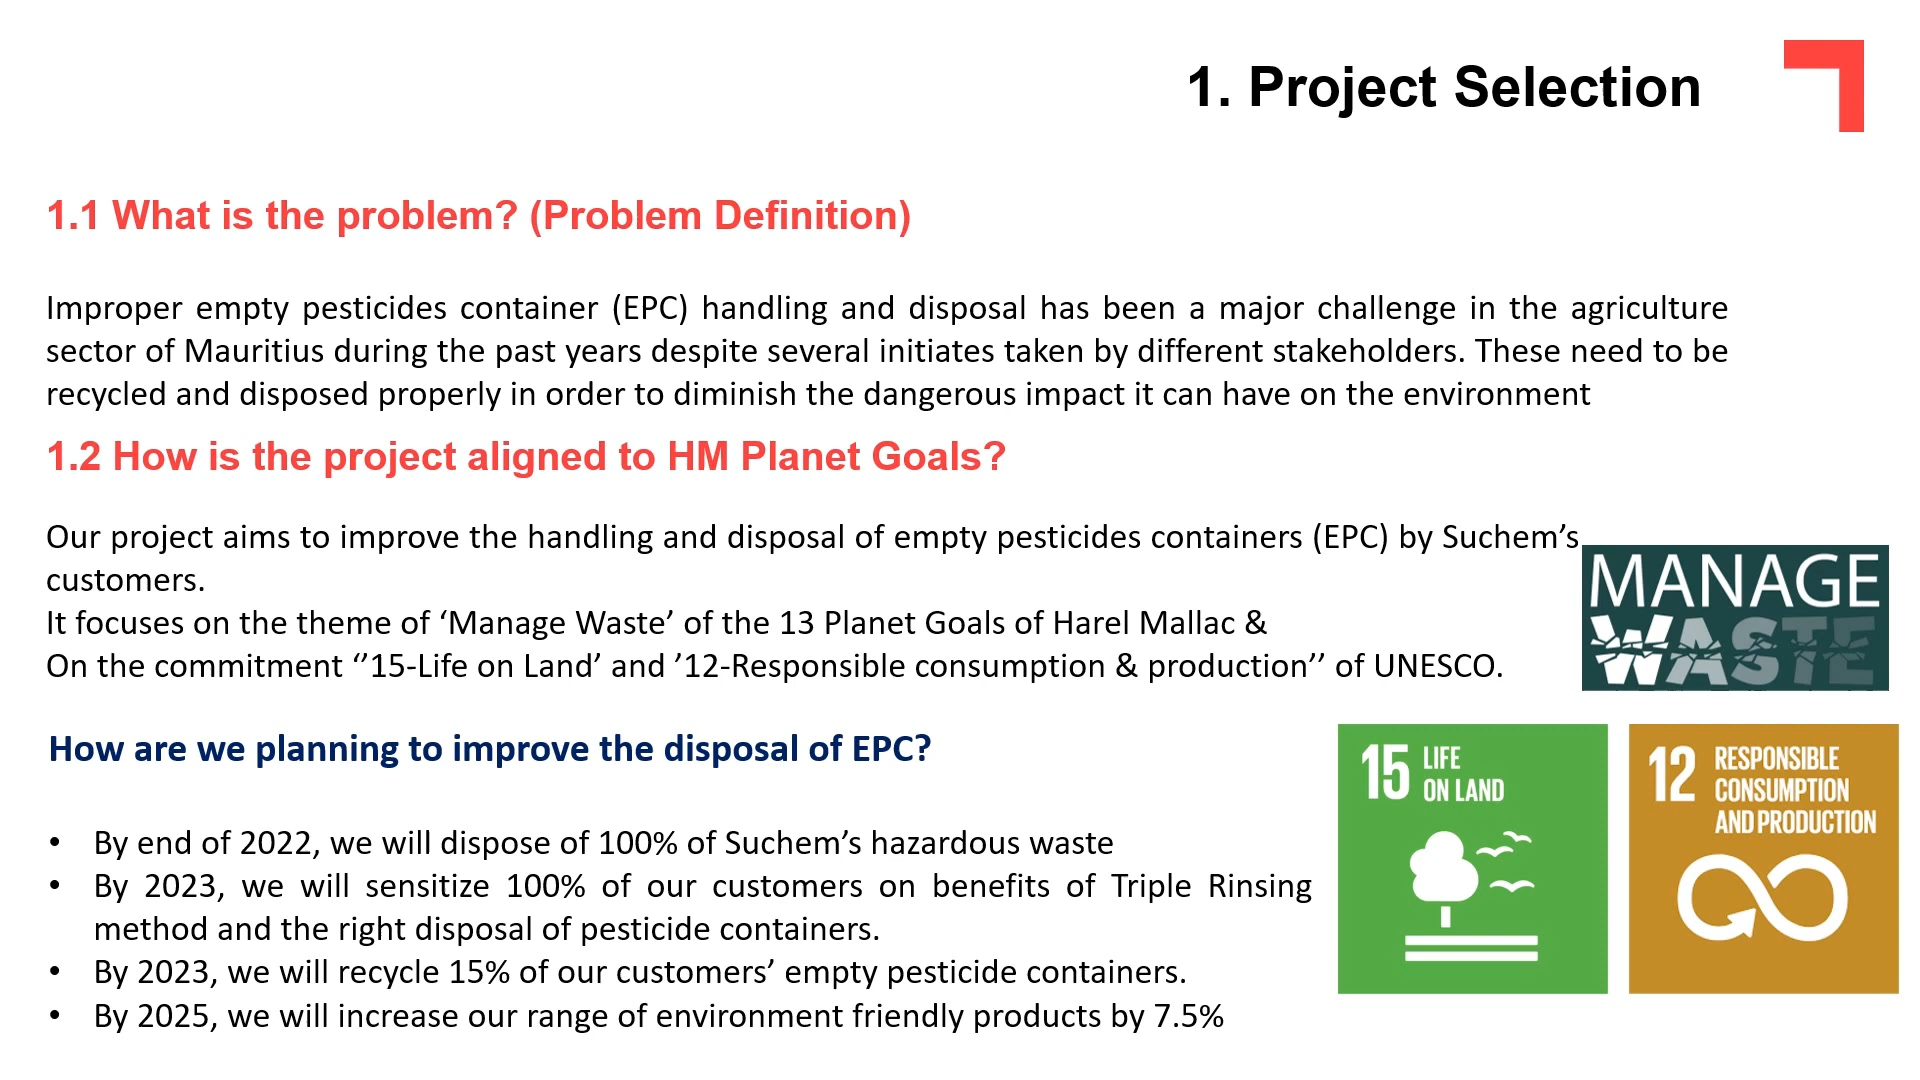 1. Project Selection
1.1 What is the problem? (Problem Definition)
Improper empty pesticides container (EPC) handling and disposal has been a major challenge in the agriculture
sector of Mauritius during the past years despite several initiates taken by different stakeholders. These need to be
recycled and disposed properly in order to diminish the dangerous impact it can have on the environment
1.2 How is the project aligned to HM Planet Goals?
Our project aims to improve the handling and disposal of empty pesticides containers (EPC) by Suchem’s
customers.
It focuses on the theme of ‘Manage Waste’ of the 13 Planet Goals of Harel Mallac &
On the commitment ‘’15-Life on Land’ and ’12-Responsible consumption & production’’ of UNESCO.
MANAGE
WASTE
How are we planning to improve the disposal of EPC?
• By end of 2022, we will dispose of 100% of Suchem’s hazardous waste
• By 2023, we will sensitize 100% of our customers on benefits of Triple Rinsing
method and the right disposal of pesticide containers.
• By 2023, we will recycle 15% of our customers’ empty pesticide containers.
• By 2025, we will increase our range of environment friendly products by 7.5%
15 LIFE
ON LAND
12 RESPONSIBLE
CONSUMPTION
AND PRODUCTION